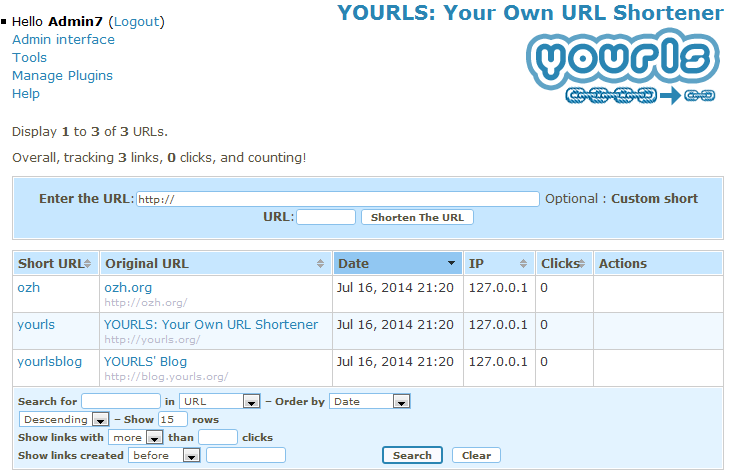 YOURLS: Your Own URL Shortener
yourls
Hello Admin7 (Logout)
Admin interface
Tools
Manage Plugins
Help
Display 1 to 3 of 3 URLs.
Overall, tracking 3 links, 0 clicks, and counting!
Enter the URL: http:// Optional : Custom short
URL: Shorten The URL
Short URL Original URL Date IP Clicks Actions
ozh ozh.org Jul 16, 2014 21:20 127.0.0.1 0
http://ozh.org/
yourls YOURLS: Your Own URL Shortener Jul 16, 2014 21:20 127.0.0.1 0
http://yourls.org/
yourlsblog YOURLS' Blog Jul 16, 2014 21:20 127.0.0.1 0
http://blog.yourls.org/
Search for in URL – Order by Date
Descending – Show 15 rows
Show links with more than clicks
Show links created before Search Clear